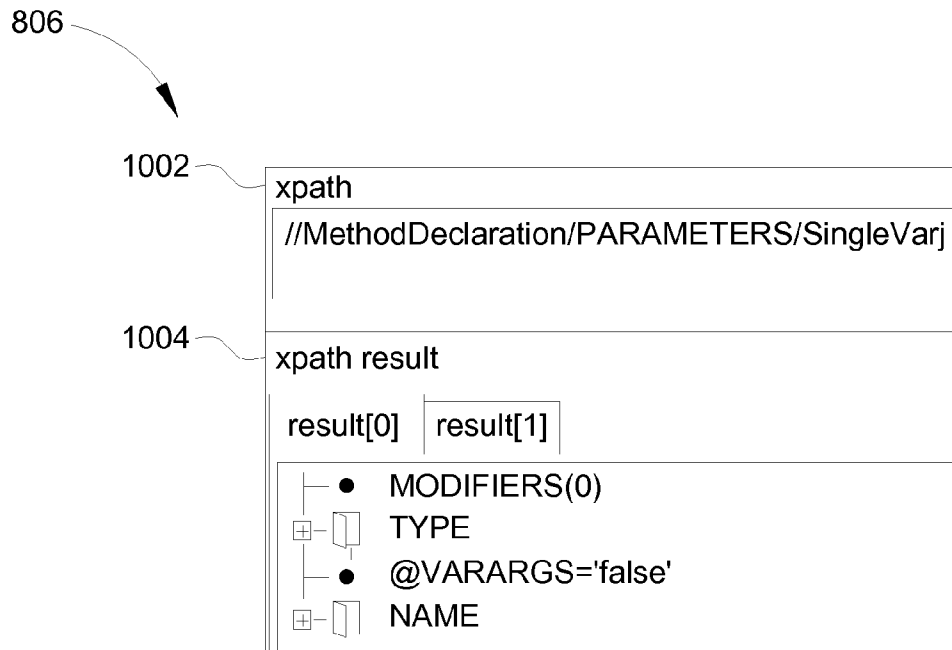 806
1002
xpath
//MethodDeclaration/PARAMETERS/SingleVarj
1004
xpath result
result[0] result[1]
MODIFIERS(0)
TYPE
@VARARGS='false'
NAME